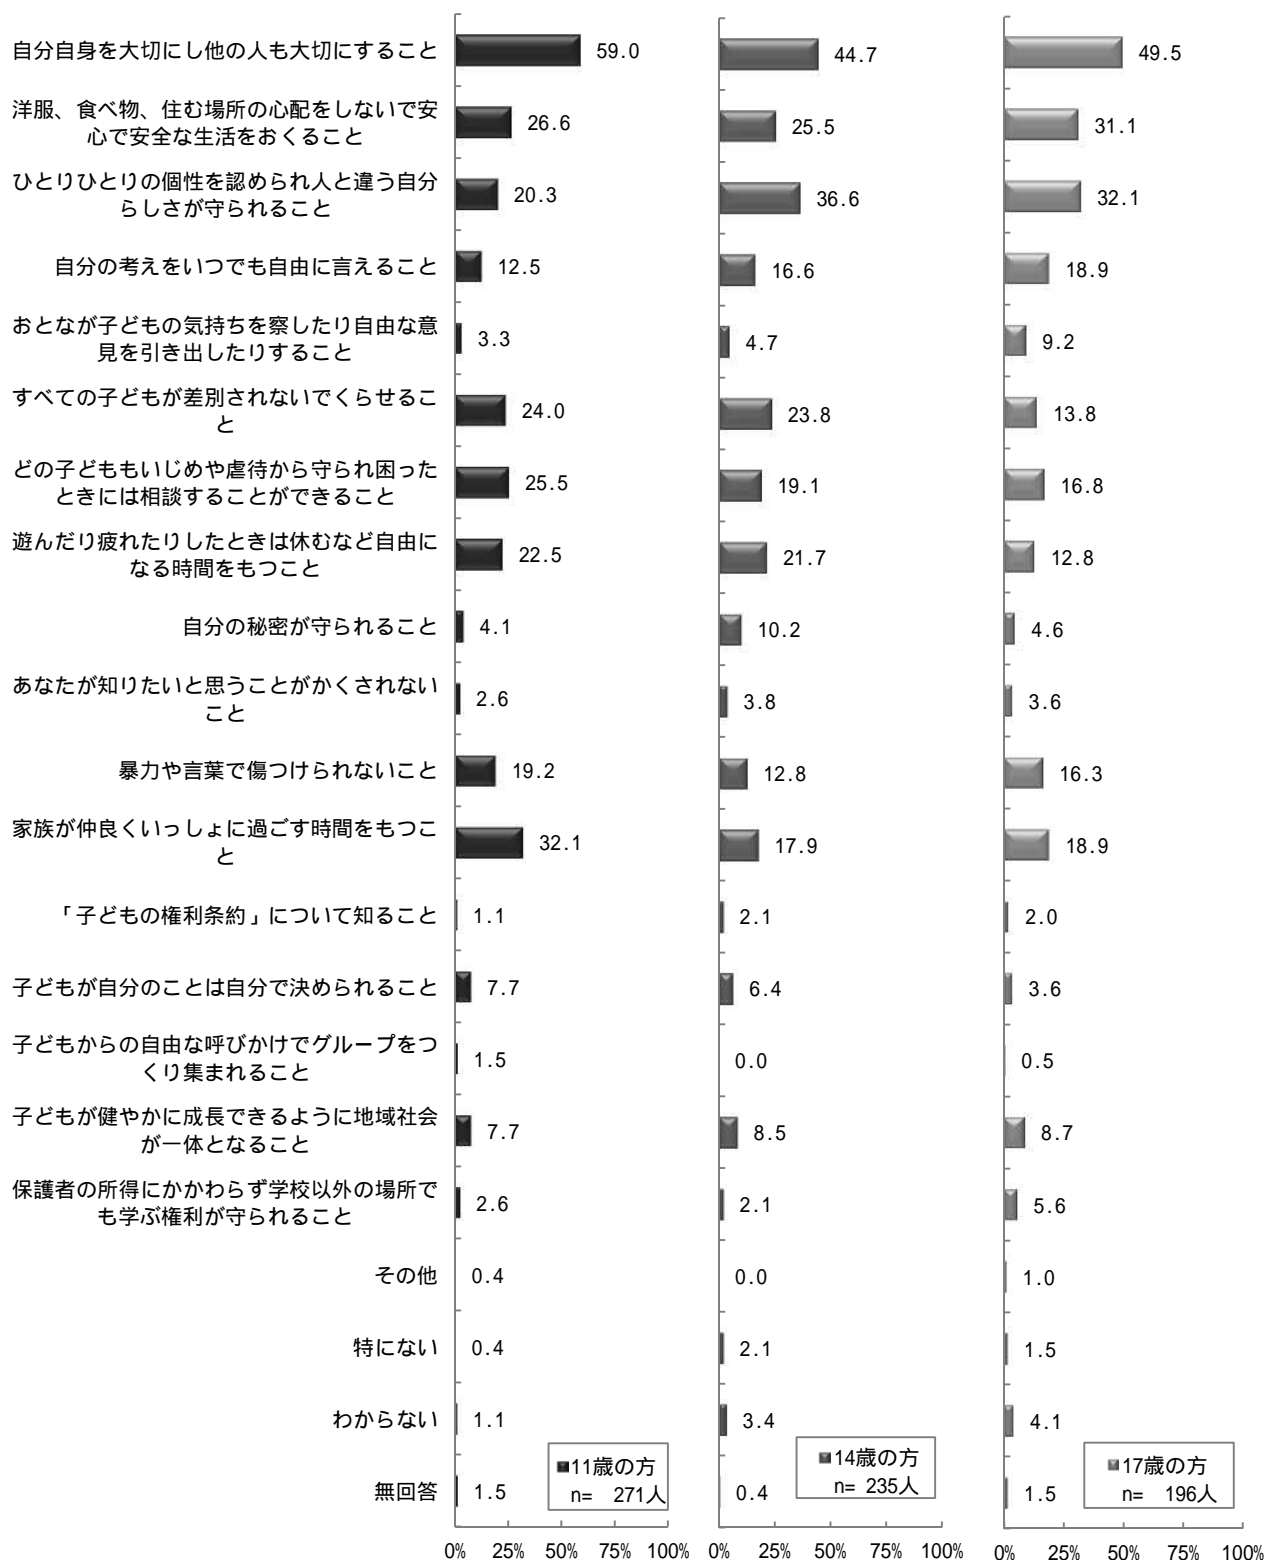 自分自身を大切にし他の人も大切にすること 59.0 44.7 49.5
洋服、食べ物、住む場所の心配をしないで安
心で安全な生活をおくること 26.6 25.5 31.1
ひとりひとりの個性を認められ人と違う自分
らしさが守られること 20.3 36.6 32.1
自分の考えをいつでも自由に言えること 12.5 16.6 18.9
おとなが子どもの気持ちを察したり自由な意
見を引き出したりすること 3.3 4.7 9.2
すべての子どもが差別されないでくらせるこ
と 24.0 23.8 13.8
どの子どももいじめや虐待から守られ困った
ときには相談することができること 25.5 19.1 16.8
遊んだり疲れたりしたときは休むなど自由に
なる時間をもつこと 22.5 21.7 12.8
自分の秘密が守られること 4.1 10.2 4.6
あなたが知りたいと思うことがかくされない
こと 2.6 3.8 3.6
暴力や言葉で傷つけられないこと 19.2 12.8 16.3
家族が仲良くいっしょに過ごす時間をもつこ
と 32.1 17.9 18.9
「子どもの権利条約」について知ること 1.1 2.1 2.0
子どもが自分のことは自分で決められること 7.7 6.4 3.6
子どもからの自由な呼びかけでグループをつ
くり集まれること 1.5 0.0 0.5
子どもが健やかに成長できるように地域社会
が一体となること 7.7 8.5 8.7
保護者の所得にかかわらず学校以外の場所で
も学ぶ権利が守られること 2.6 2.1 5.6
その他 0.4 0.0 1.0
特にない 0.4 2.1 1.5
わからない 1.1 3.4 4.1
無回答 1.5 0.4 1.5
■11歳の方
n= 271人
■14歳の方
n= 235人
■17歳の方
n= 196人
0% 25% 50% 75% 100% 0% 25% 50% 75% 100% 0% 25% 50% 75% 100%